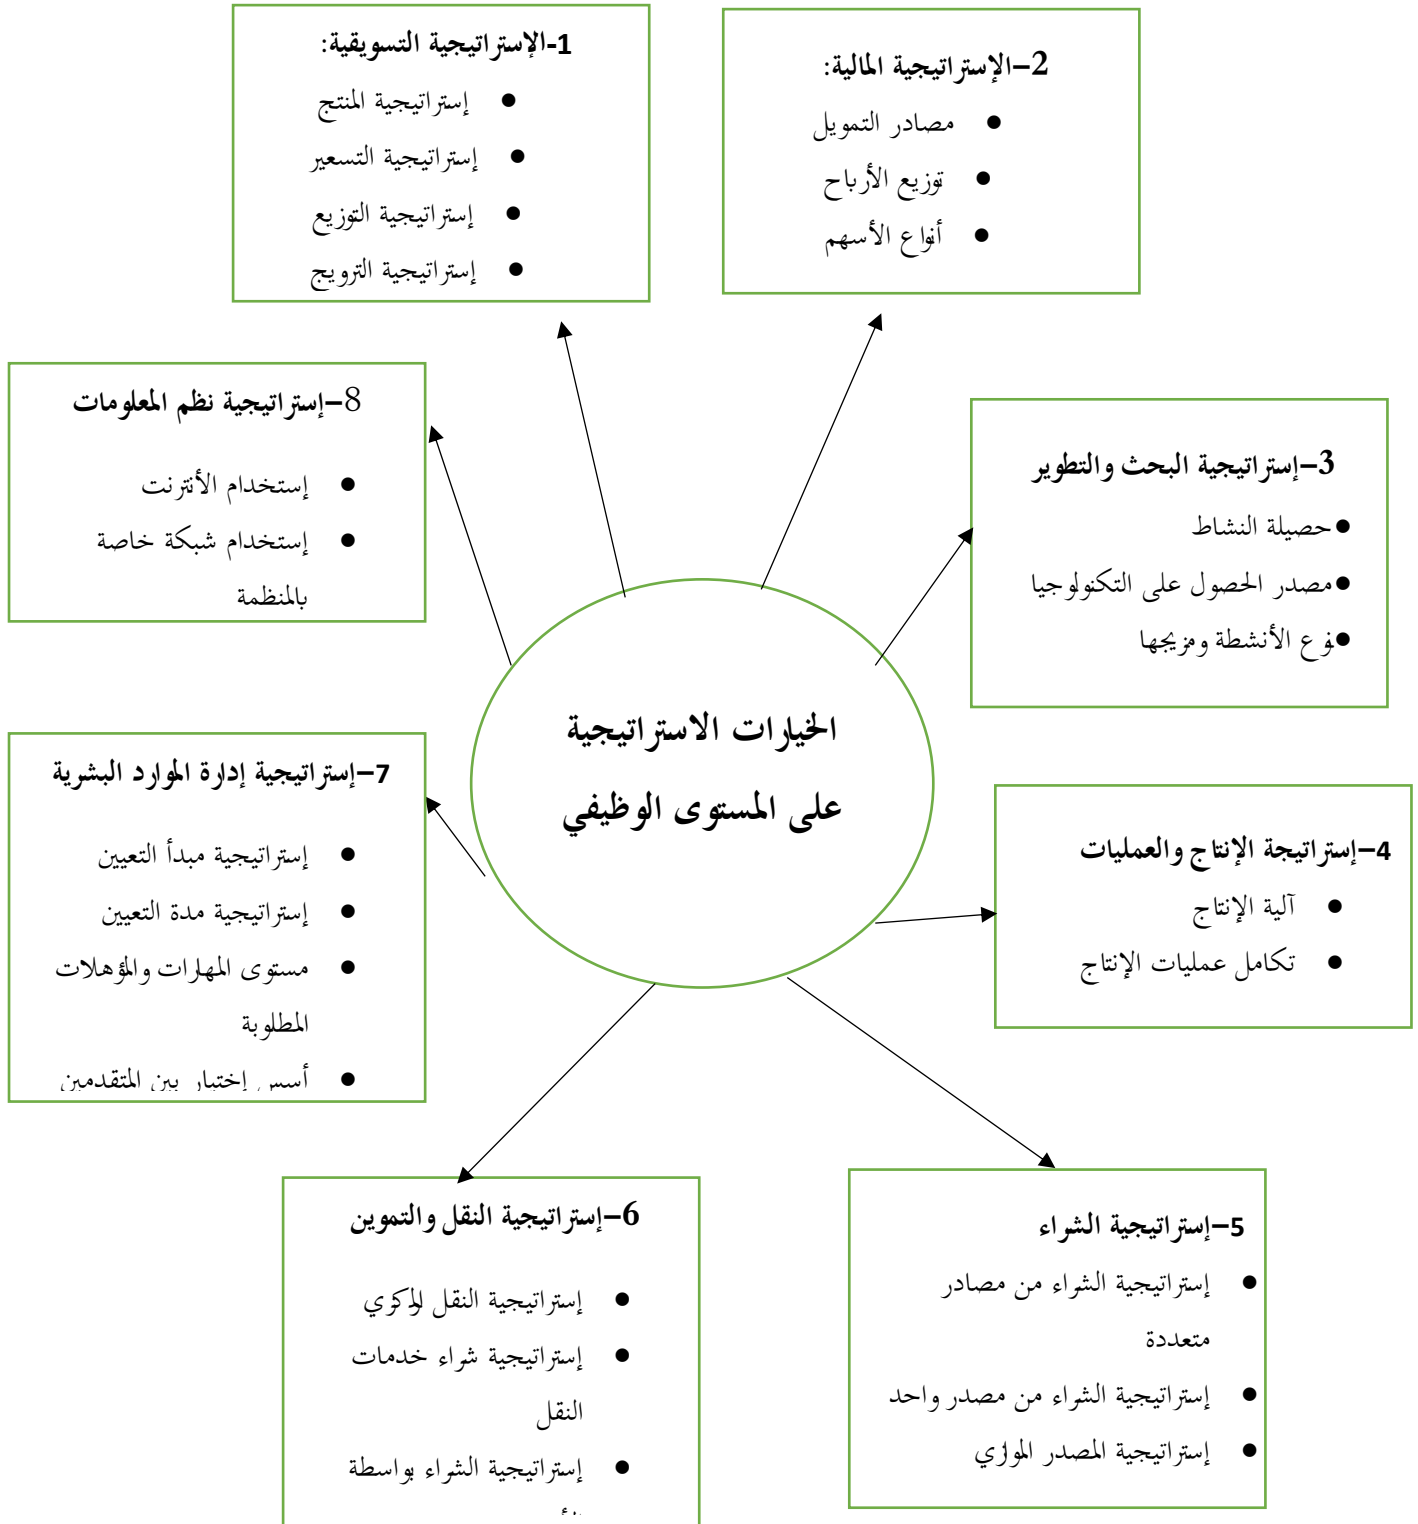 1-الإستراتيجية التسويقية:
● إستراتيجية المنتج
● إستراتيجية التسعير
● إستراتيجية التوزيع
● إستراتيجية الترويج
2–الإستراتيجية المالية:
● مصادر التمويل
● توزيع الأرباح
● أنواع الأسهم
3–إستراتيجية البحث والتطوير
● حصيلة النشاط
● مصدر الحصول على التكنولوجيا
● نوع الأنشطة ومزيجها
4–إستراتيجة الإنتاج والعمليات
● آلية الإنتاج
● تكامل عمليات الإنتاج
5–إستراتيجية الشراء
● إستراتيجية الشراء من مصادر
متعددة
● إستراتيجية الشراء من مصدر واحد
● إستراتيجية المصدر الموازي
6–إستراتيجية النقل والتموين
● إستراتيجية النقل المركزي
● إستراتيجية شراء خدمات
النقل
● إستراتيجية الشراء بواسطة
7–إستراتيجية إدارة الموارد البشرية
● إستراتيجية مبدأ التعيين
● إستراتيجية مدة التعيين
● مستوى المهارات والمؤهلات
المطلوبة
● أسس إختيار بين المتقدمين
8–إستراتيجية نظم المعلومات
● إستخدام الأنترنت
● إستخدام شبكة خاصة
بالمنظمة
الخيارات الاستراتيجية
على المستوى الوظيفي